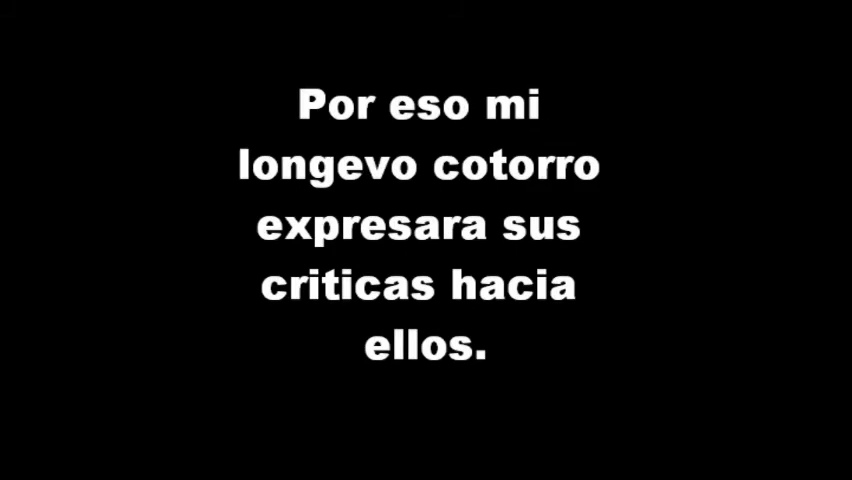 Por eso mi
longevo cotorro
expresara sus
criticas hacia
ellos.